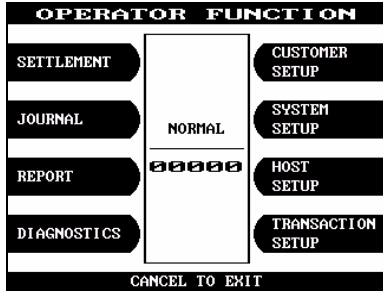 OPERATOR FUNCTION
SETTLEMENT
CUSTOMER
SETUP
JOURNAL
NORMAL
SYSTEM
SETUP
REPORT
00000
HOST
SETUP
DIAGNOSTICS
TRANSACTION
SETUP
CANCEL TO EXIT